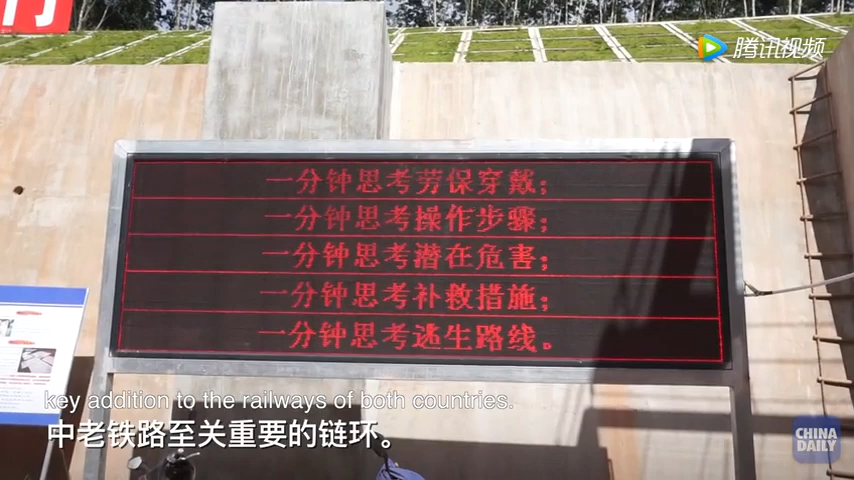 腾讯视频
一分钟思考劳保穿戴；
一分钟思考操作步骤；
一分钟思考潜在危害；
一分钟思考补救措施；
一分钟思考逃生路线。
key addition to the railways of both countries.
中老铁路至关重要的链环。
CHINA
DAILY